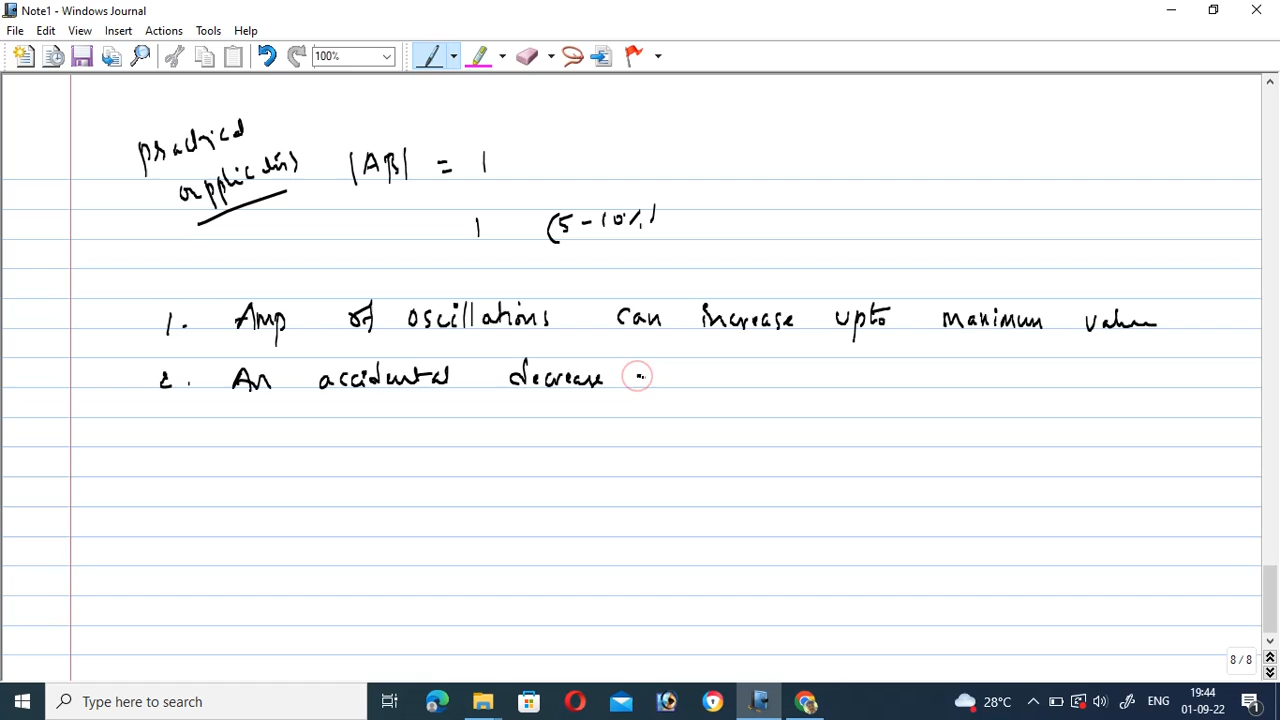 Note1 - Windows Journal
File Edit View Insert Actions Tools Help
100%
practical
applications |AB| = 1
1 (5-10%)
1. Amp of oscillations can increase upto maximum value
2. An accidental decrease
8 / 8
Type here to search
28°C ENG 19:44
01-09-22